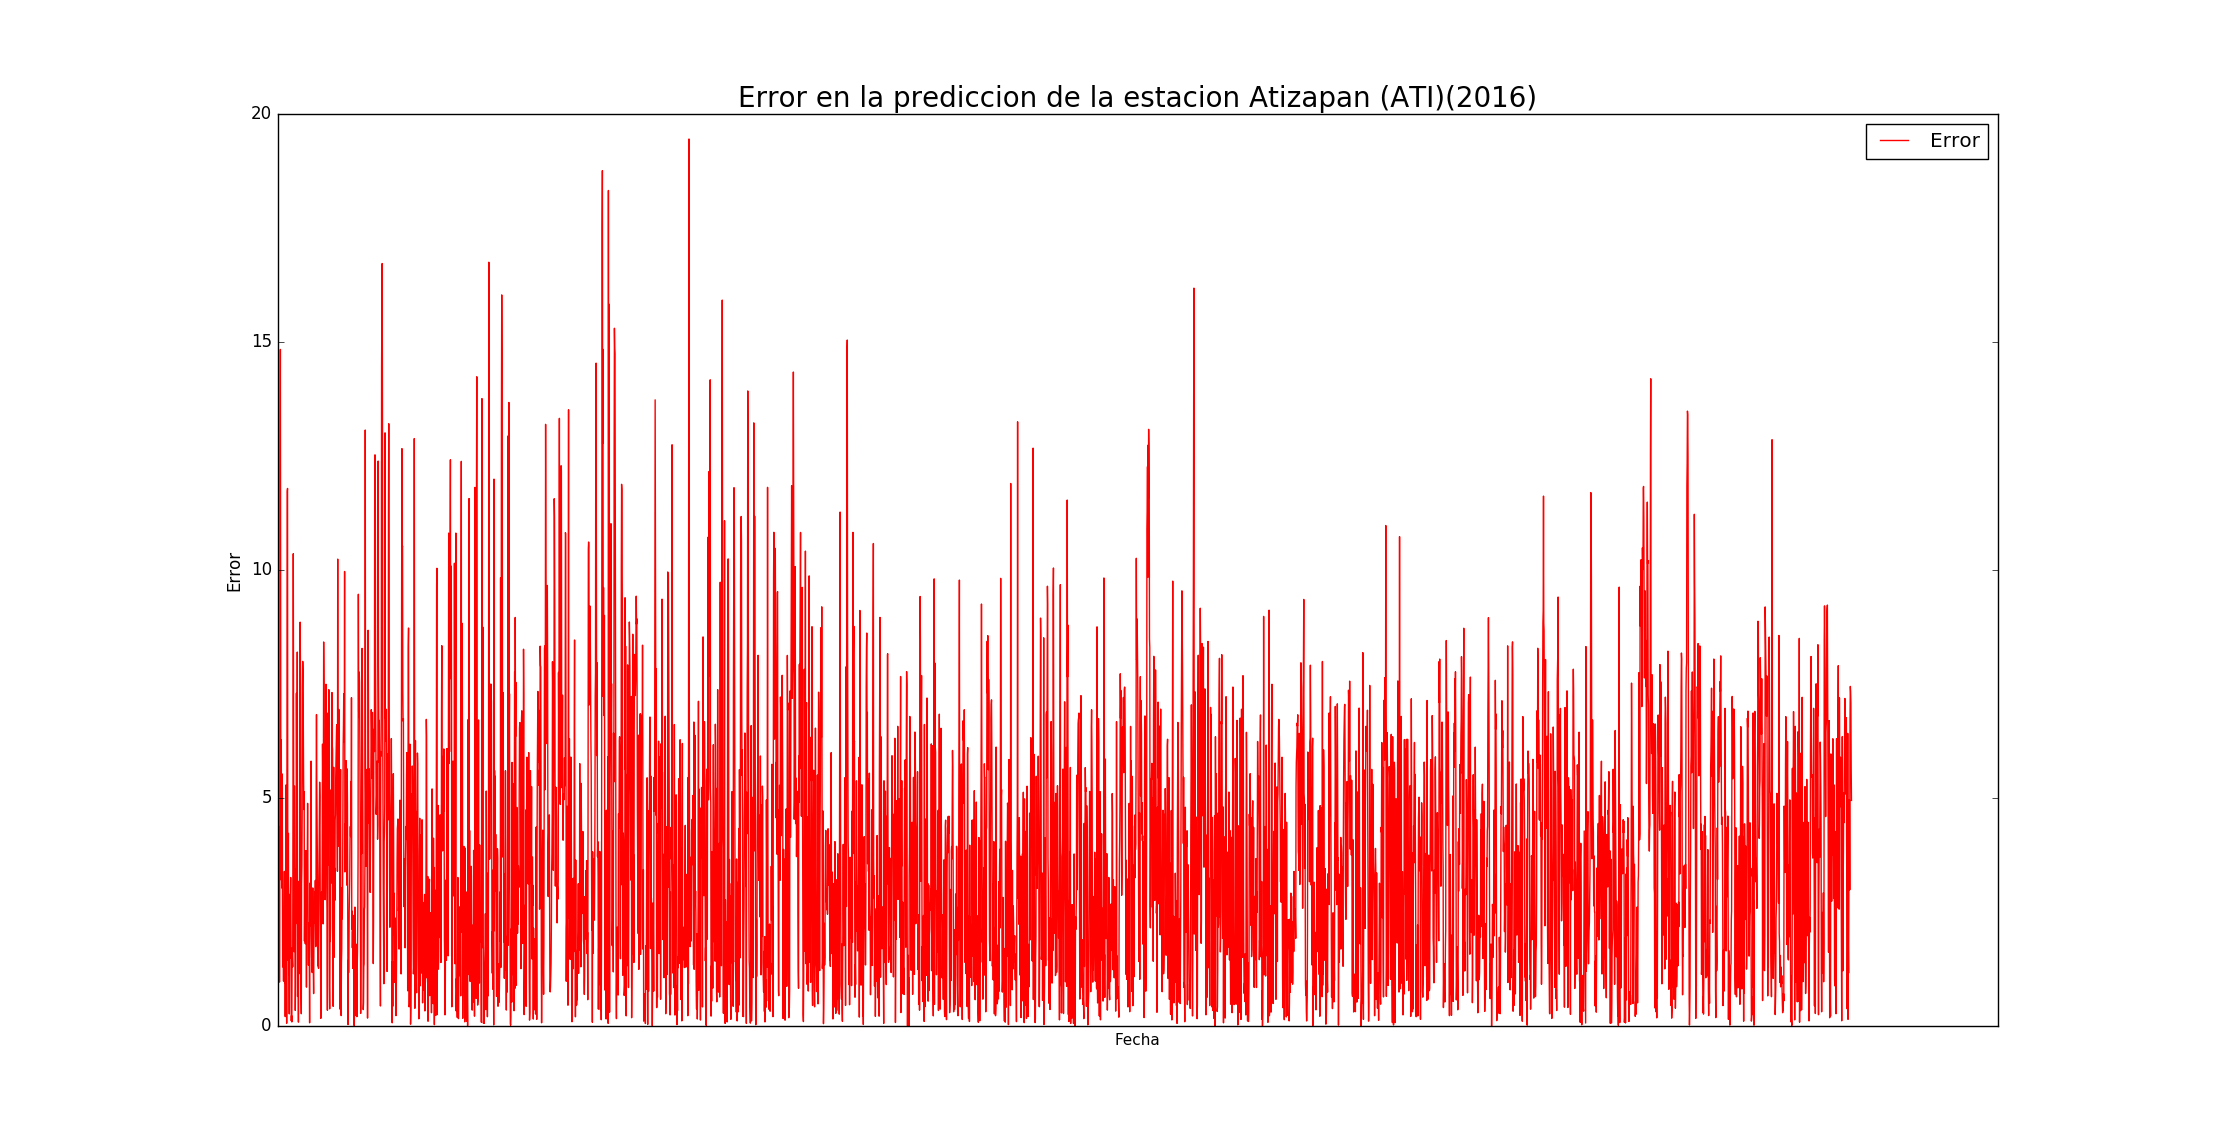 Error en la prediccion de la estacion Atizapan (ATI)(2016)
Error
20
15
10
5
0
Error
Fecha